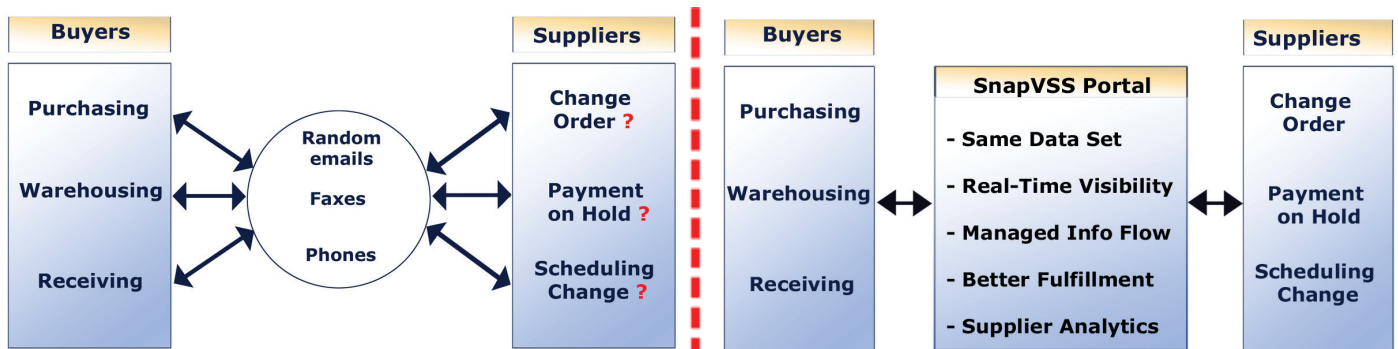 Buyers
Purchasing
Warehousing
Receiving
Random
emails
Faxes
Phones
Suppliers
Change
Order ?
Payment
on Hold ?
Scheduling
Change ?
Buyers
Purchasing
Warehousing
Receiving
SnapVSS Portal
- Same Data Set
- Real-Time Visibility
- Managed Info Flow
- Better Fulfillment
- Supplier Analytics
Suppliers
Change
Order
Payment
on Hold
Scheduling
Change